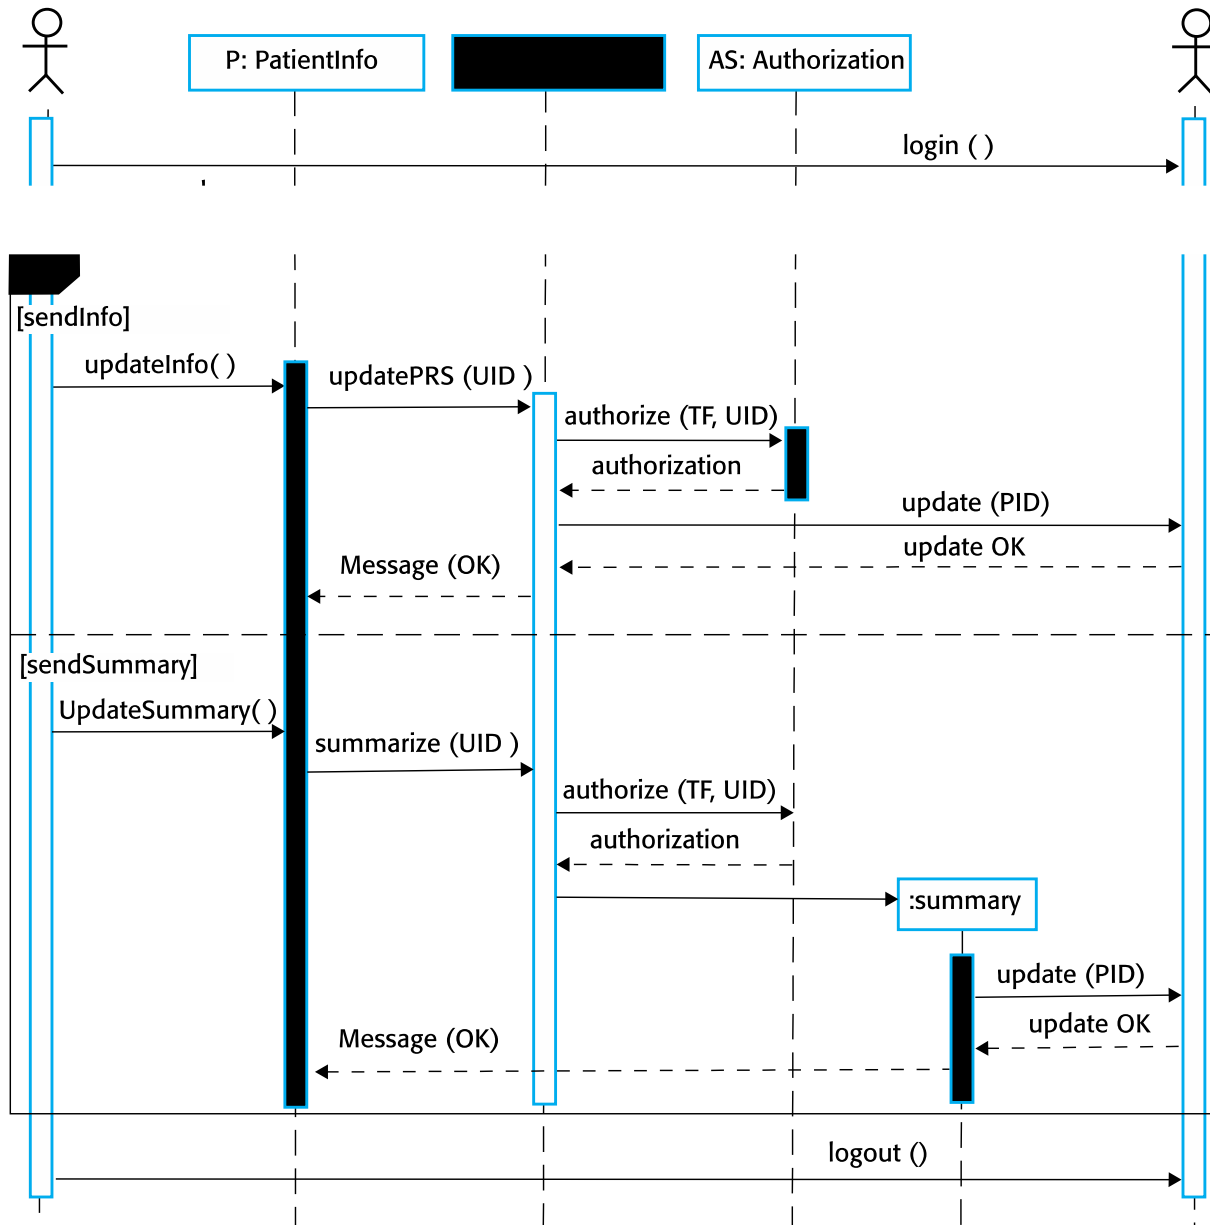 P: PatientInfo
AS: Authorization
login ( )
[sendInfo]
updateInfo( )
updatePRS (UID )
authorize (TF, UID)
authorization
update (PID)
update OK
Message (OK)
[sendSummary]
UpdateSummary( )
summarize (UID )
authorize (TF, UID)
authorization
:summary
update (PID)
update OK
Message (OK)
logout ()